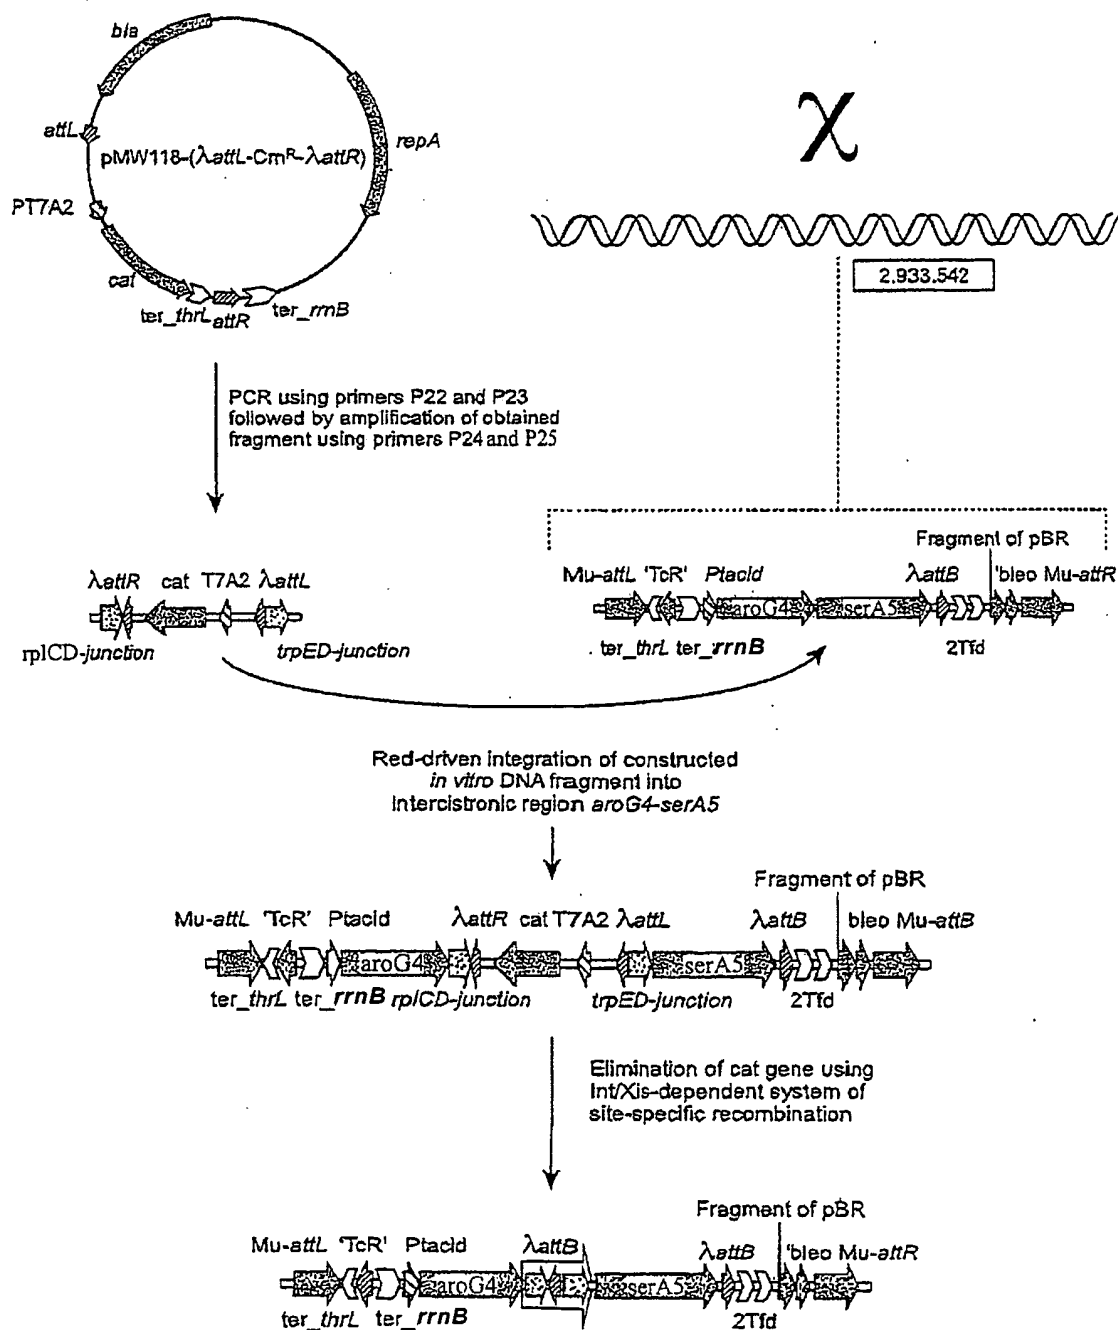 bla
attL
pMW118-(λattL-CmR-λattR)
repA
PT7A2
cat
ter_thrL
attR
ter_rrnB
χ
2.933.542
PCR using primers P22 and P23
followed by amplification of obtained
fragment using primers P24 and P25
λattR cat T7A2 λattL
rplCD-junction trpED-junction
Fragment of pBR
Mu-attL 'TcR' Ptacld λattB 'bleo Mu-attR
aroG4 serA5
ter_thrL ter_rrnB 2Tfd
Red-driven integration of constructed
in vitro DNA fragment into
intercistronic region aroG4-serA5
Fragment of pBR
Mu-attL 'TcR' Ptacld λattR cat T7A2 λattL λattB bleo Mu-attB
aroG4 serA5
ter_thrL ter_rrnB rplCD-junction trpED-junction 2Tfd
Elimination of cat gene using
Int/Xis-dependent system of
site-specific recombination
Fragment of pBR
Mu-attL 'TcR' Ptacld λattB λattB 'bleo Mu-attR
aroG4 serA5
ter_thrL ter_rrnB 2Tfd